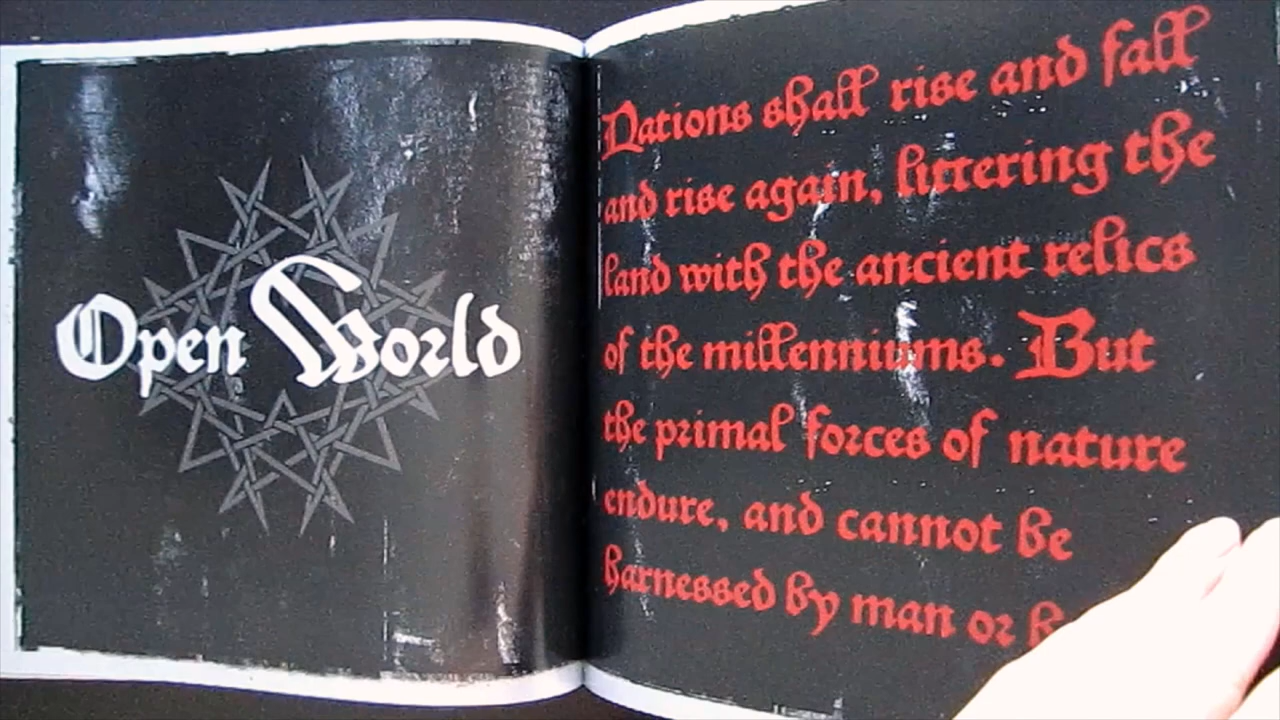 Open World
Nations shall rise and fall
and rise again, littering the
land with the ancient relics
of the millenniums. But
the primal forces of nature
endure, and cannot be
harnessed by man or